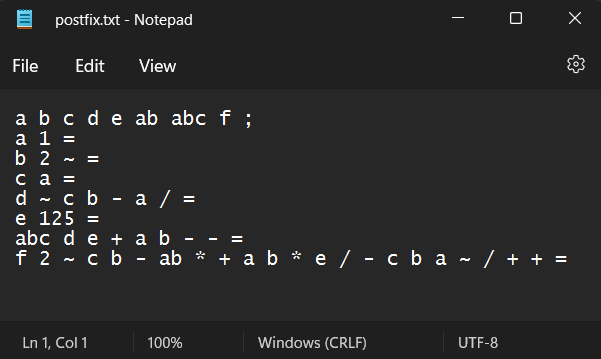 postfix.txt - Notepad
File Edit View
a b c d e ab abc f ;
a 1 =
b 2 ~ =
c a =
d ~ c b - a / =
e 125 =
abc d e + a b - - =
f 2 ~ c b - ab * + a b * e / - c b a ~ / + + =
Ln 1, Col 1 100% Windows (CRLF) UTF-8